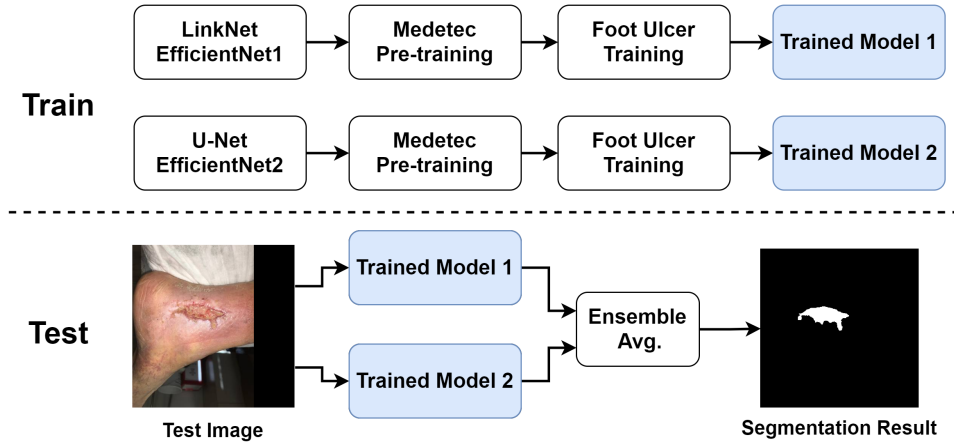 Train
LinkNet
EfficientNet1
Medetec
Pre-training
Foot Ulcer
Training
Trained Model 1
U-Net
EfficientNet2
Medetec
Pre-training
Foot Ulcer
Training
Trained Model 2
Test
Test Image
Trained Model 1
Trained Model 2
Ensemble
Avg.
Segmentation Result